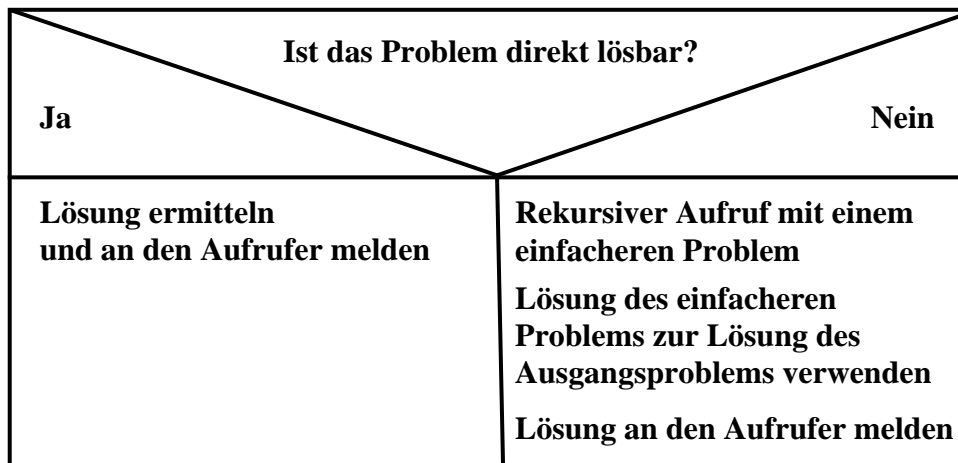 Ist das Problem direkt lösbar?
Ja
Nein
Lösung ermitteln
und an den Aufrufer melden
Rekursiver Aufruf mit einem
einfacheren Problem
Lösung des einfacheren
Problems zur Lösung des
Ausgangsproblems verwenden
Lösung an den Aufrufer melden